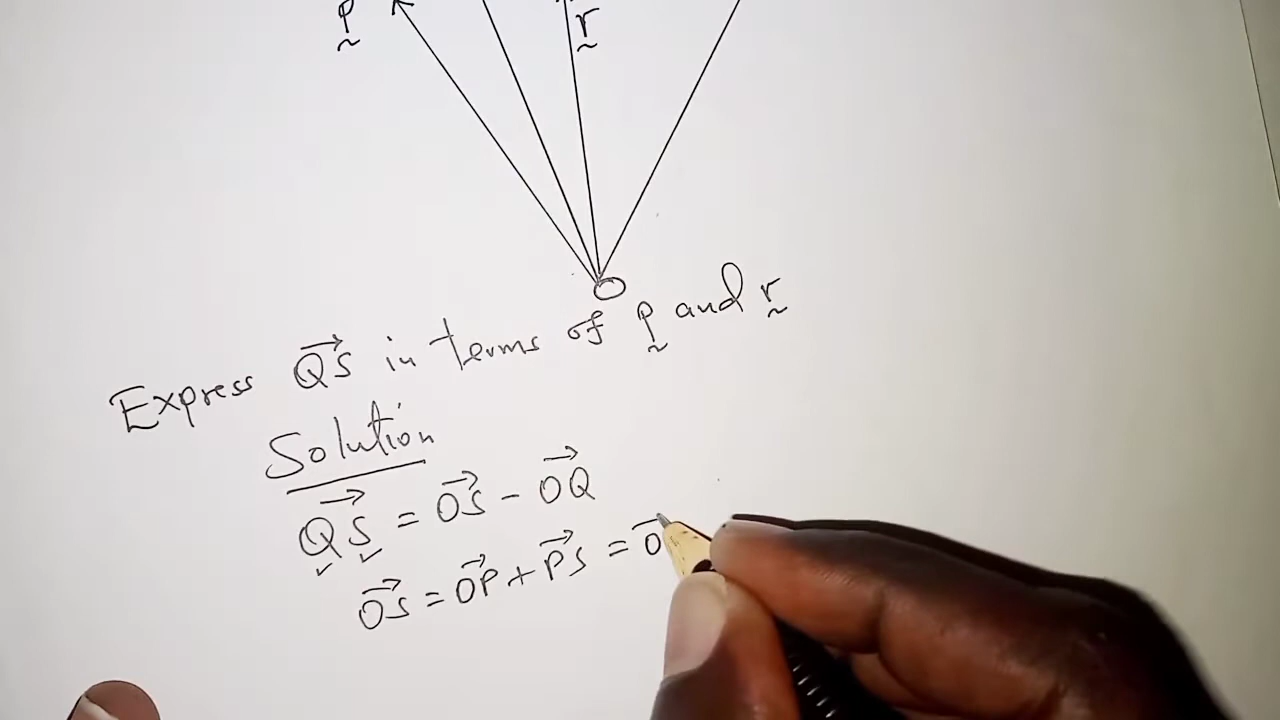 p
r
O
Express QS in terms of p and r
Solution
QS = OS - OQ
OS = OP + PS = O